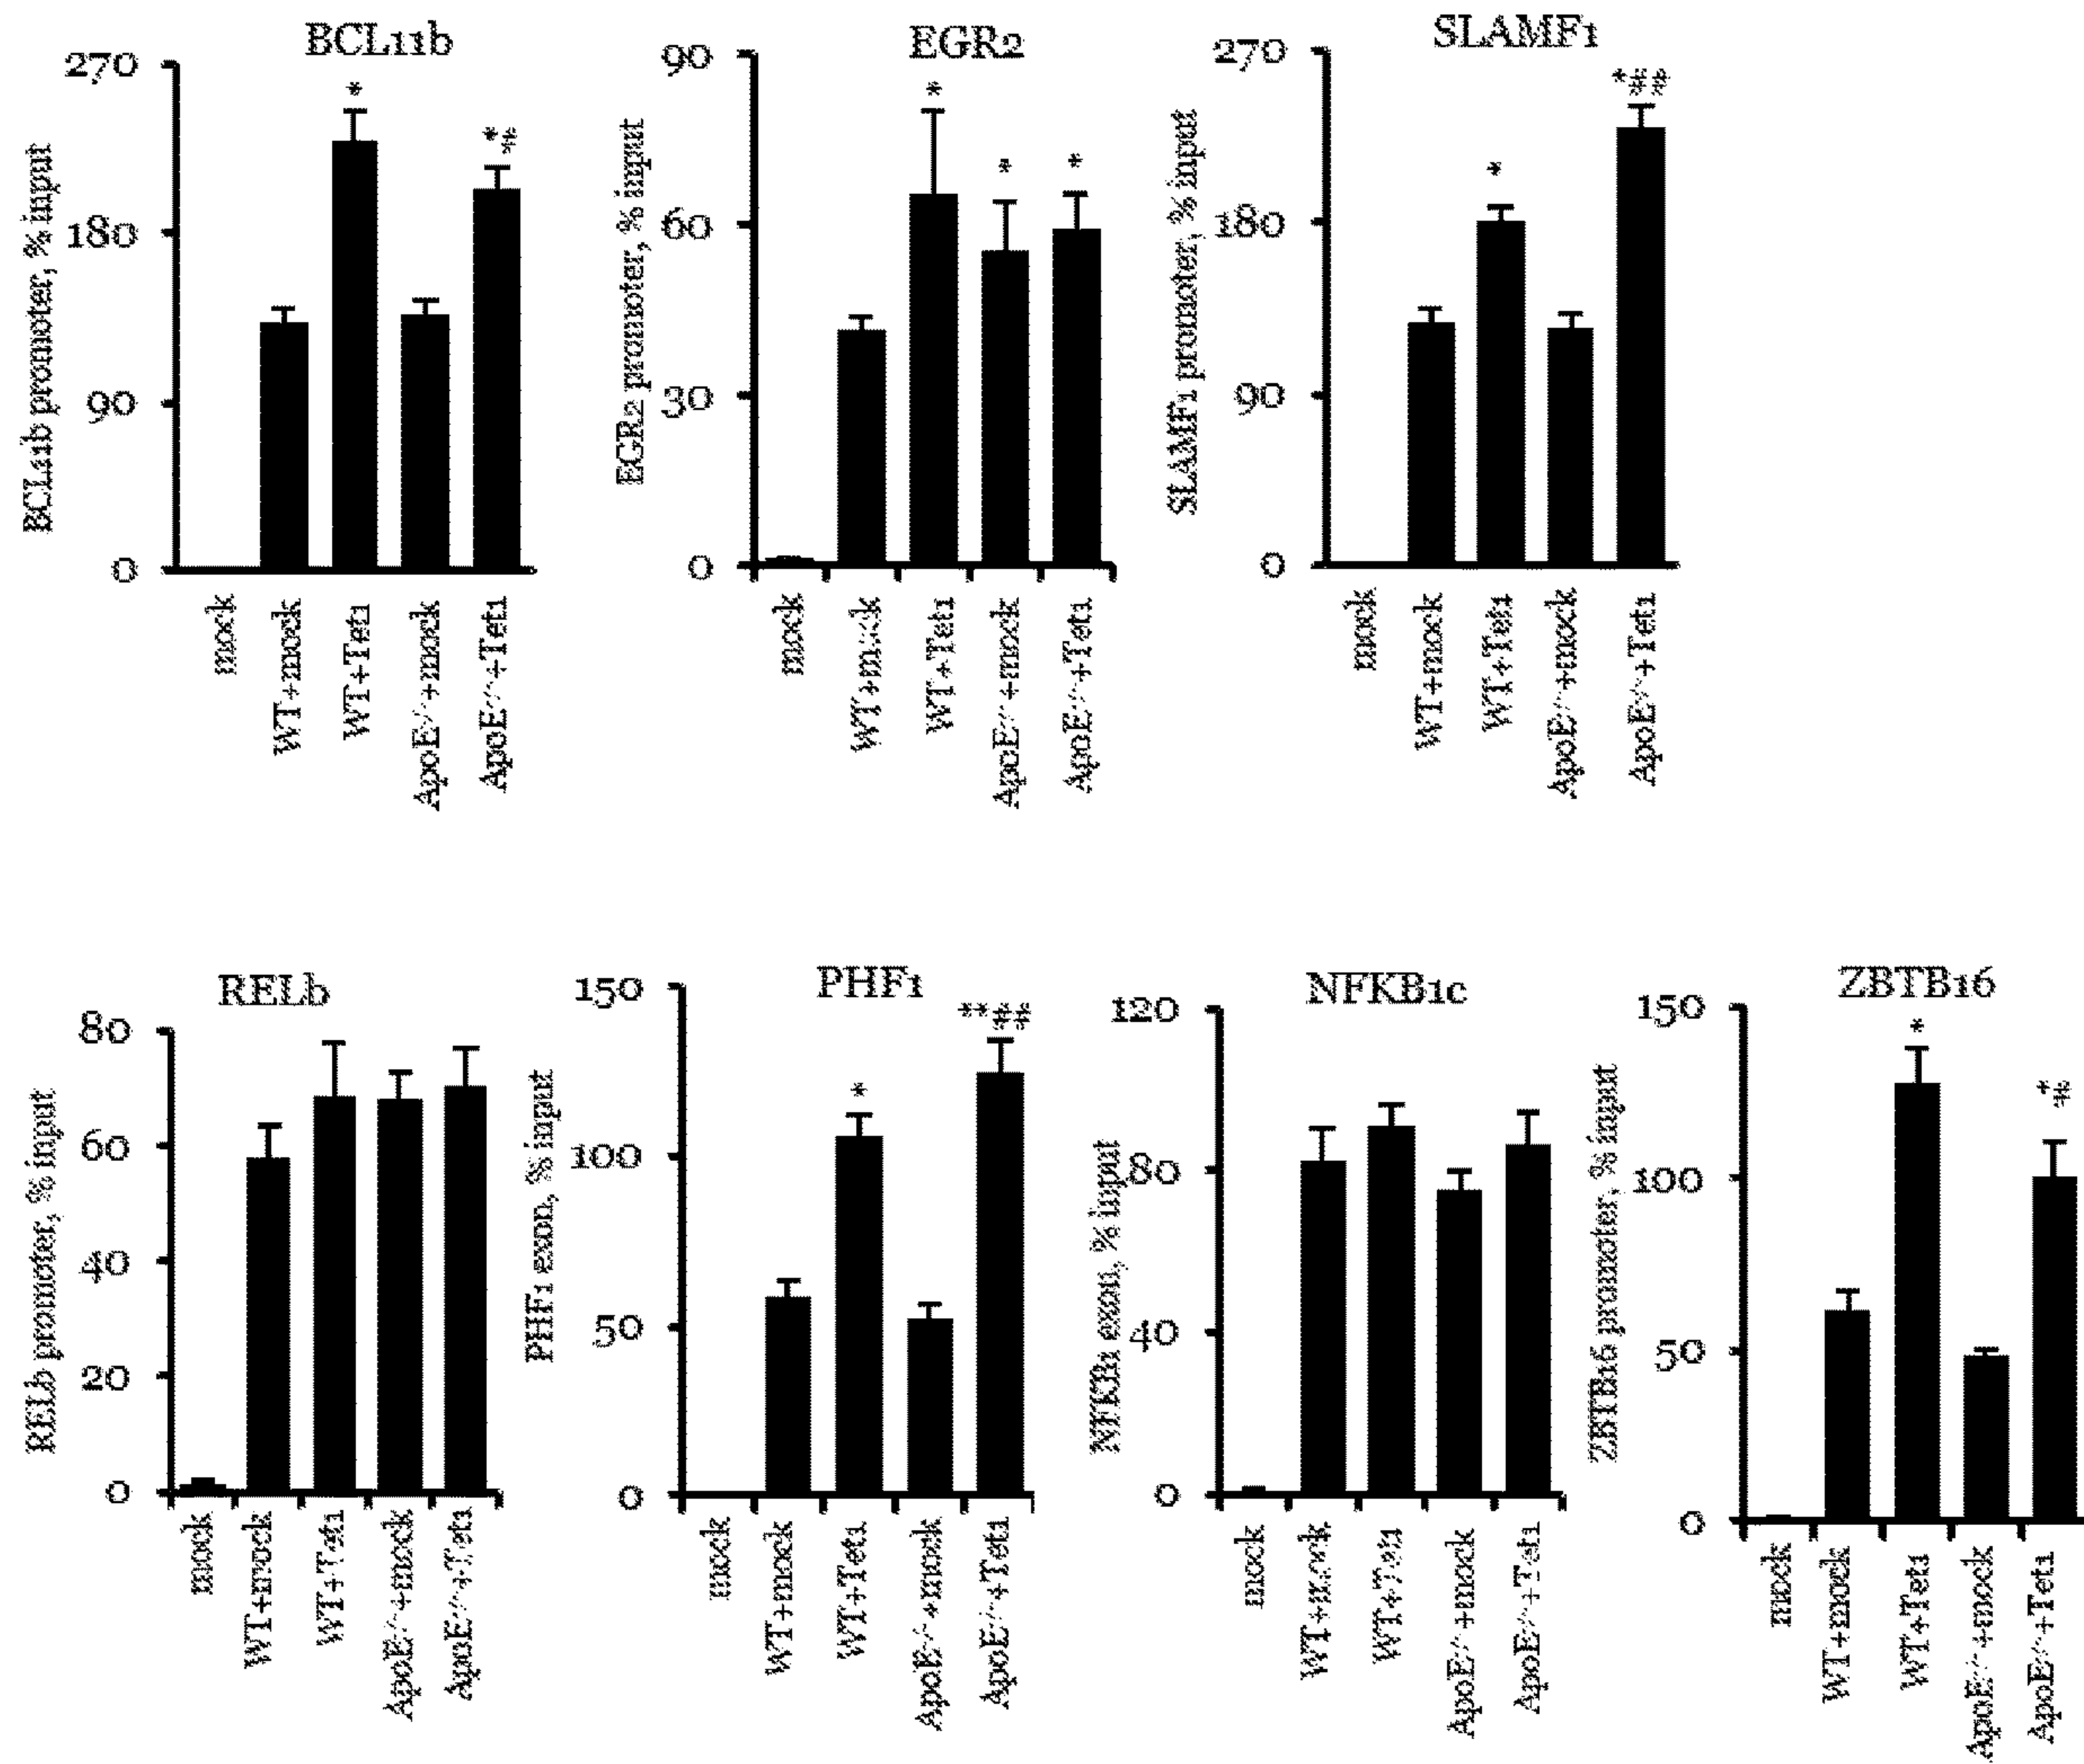 BCL11b
BCL11b promoter, % input
270
180
90
0
mock
WT+mock
WT+Tet1
ApoE-/-+mock
ApoE-/-+Tet1
*
*#
EGR2
EGR2 promoter, % input
90
60
30
0
mock
WT+mock
WT+Tet1
ApoE-/-+mock
ApoE-/-+Tet1
*
*
*
SLAMF1
SLAMF1 promoter, % input
270
180
90
0
mock
WT+mock
WT+Tet1
ApoE-/-+mock
ApoE-/-+Tet1
*
*##
RELb
RELb promoter, % input
80
60
40
20
0
mock
WT+mock
WT+Tet1
ApoE-/-+mock
ApoE-/-+Tet1
PHF1
PHF1 exon, % input
150
100
50
0
mock
WT+mock
WT+Tet1
ApoE-/-+mock
ApoE-/-+Tet1
*
**##
NFKB1c
NFKB1 exon, % input
120
80
40
0
mock
WT+mock
WT+Tet1
ApoE-/-+mock
ApoE-/-+Tet1
ZBTB16
ZBTB16 promoter, % input
150
100
50
0
mock
WT+mock
WT+Tet1
ApoE-/-+mock
ApoE-/-+Tet1
*
*#